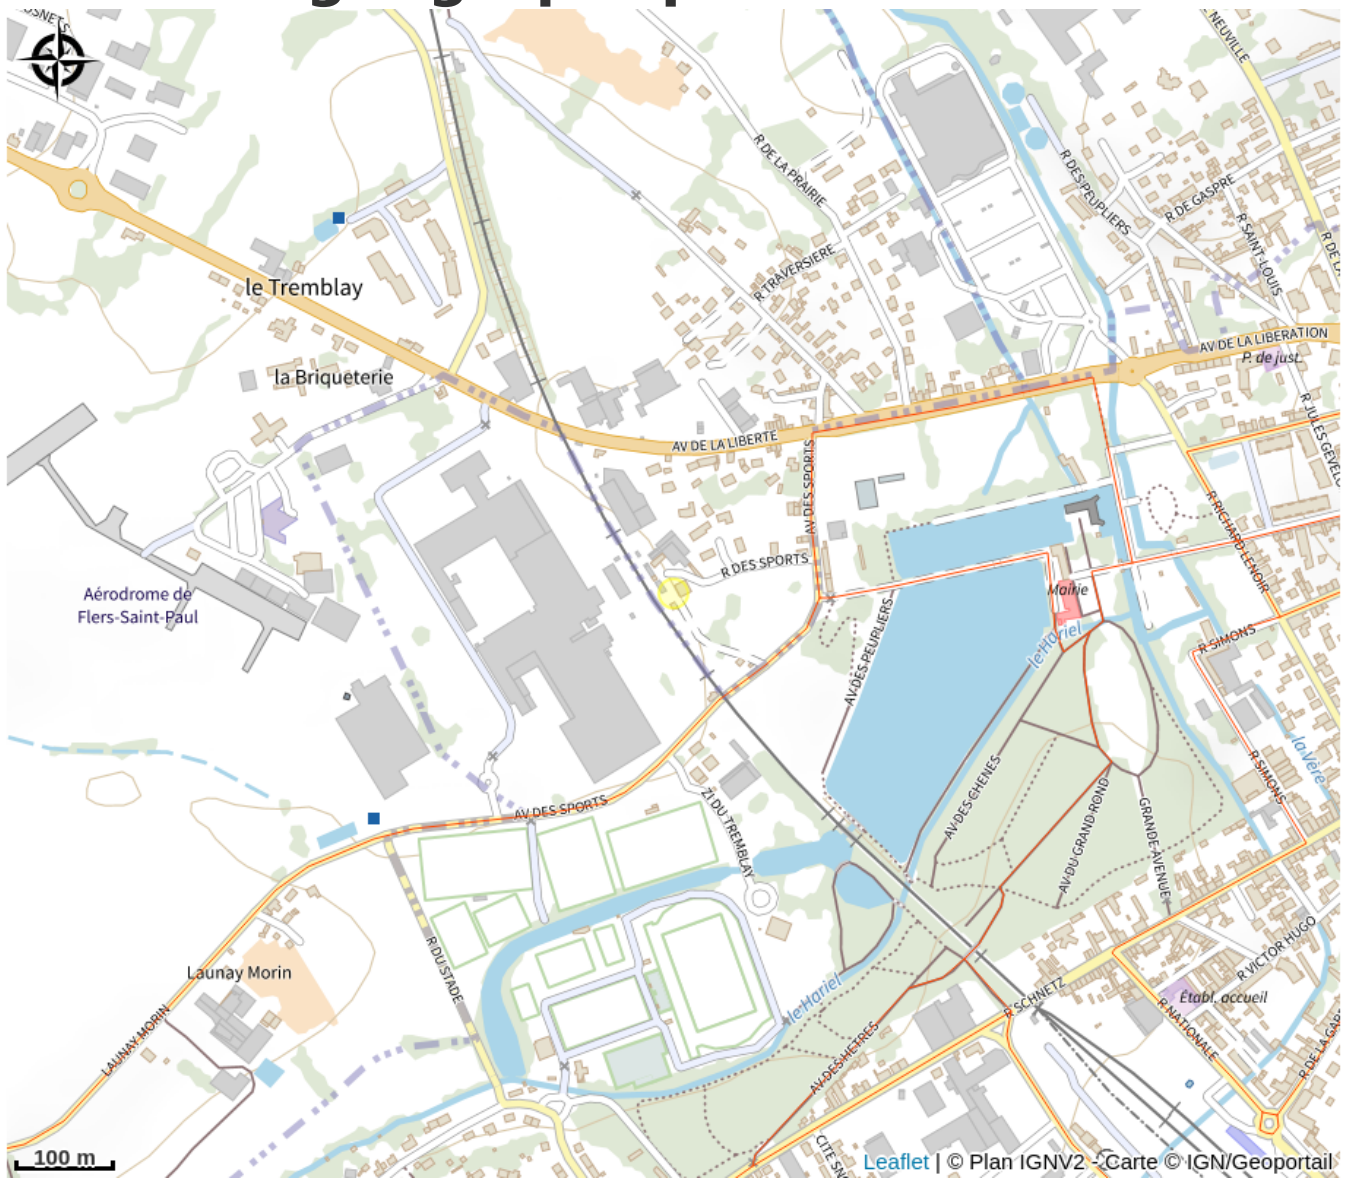 NEUVILLE
R DE LA PRAIRIE
R DES PEUPLIERS
R DE GASPRE
R SAINT-LOUIS
R TRAVERSIERE
le Tremblay
AV DE LA LIBERATION
P. de just.
la Briqueterie
AV DE LA LIBERTE
AV DES SPORTS
R RICHARD LENOIR
R DES SPORTS
Aérodrome de
Flers-Saint-Paul
Mairie
le Hariel
AV DES PEUPLIERS
R SIMONS
la Vère
R SIMONS
AV DES CHENES
AV DU GRAND ROND
GRANDE AVENUE
AV DES SPORTS
ZI DU TREMBLAY
R DU STADE
Launay Morin
LAUNAY MORIN
le Hariel
R SCHNETZ
R VICTOR HUGO
Établ. accueil
R NATIONALE
AV DES HETRES
100 m
Leaflet | © Plan IGNV2 - Carte © IGN/Geoportail